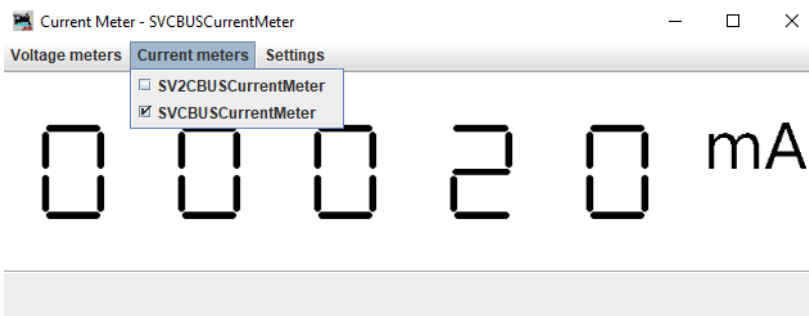 Current Meter - SVCBUSCurrentMeter
Voltage meters Current meters Settings
SV2CBUSCurrentMeter
SVCBUSCurrentMeter
00020 mA